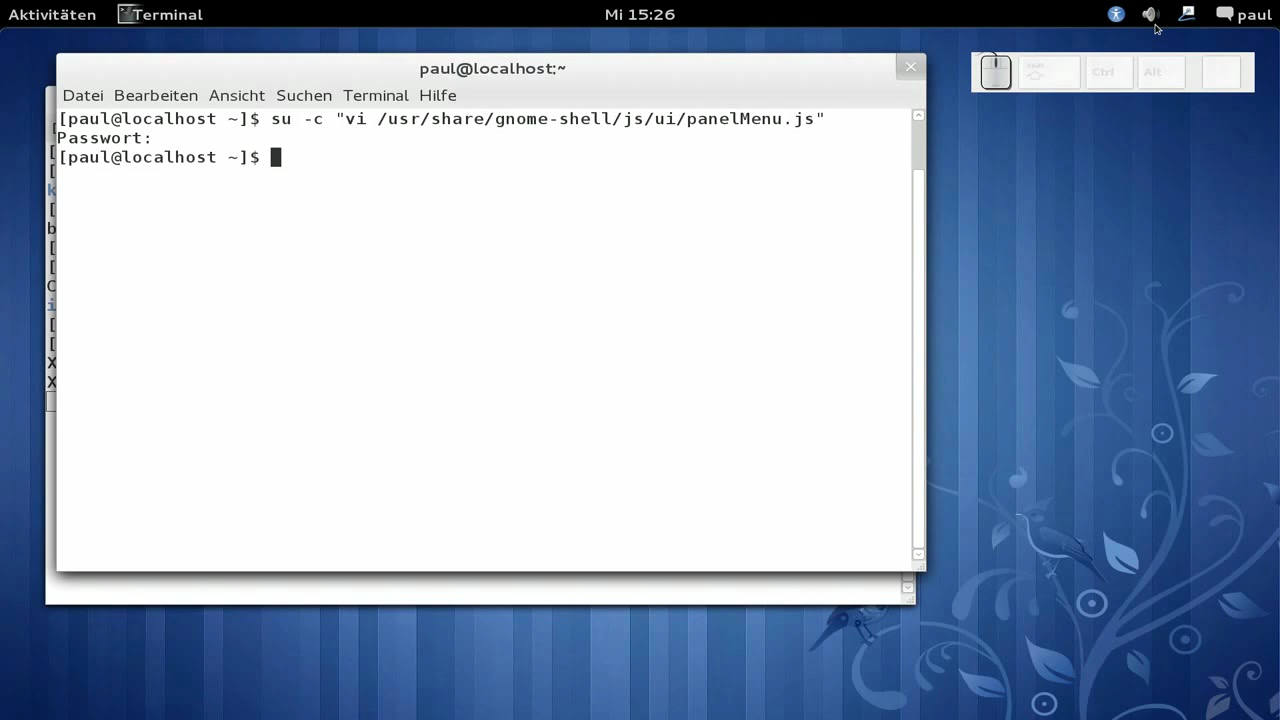 Aktivitäten Terminal Mi 15:26 paul
paul@localhost:~
Datei Bearbeiten Ansicht Suchen Terminal Hilfe
[paul@localhost ~]$ su -c "vi /usr/share/gnome-shell/js/ui/panelMenu.js"
Passwort:
[paul@localhost ~]$
Shift Ctrl Alt
[
[
[
k
[
b
[
[
C
i
[
[
X
X